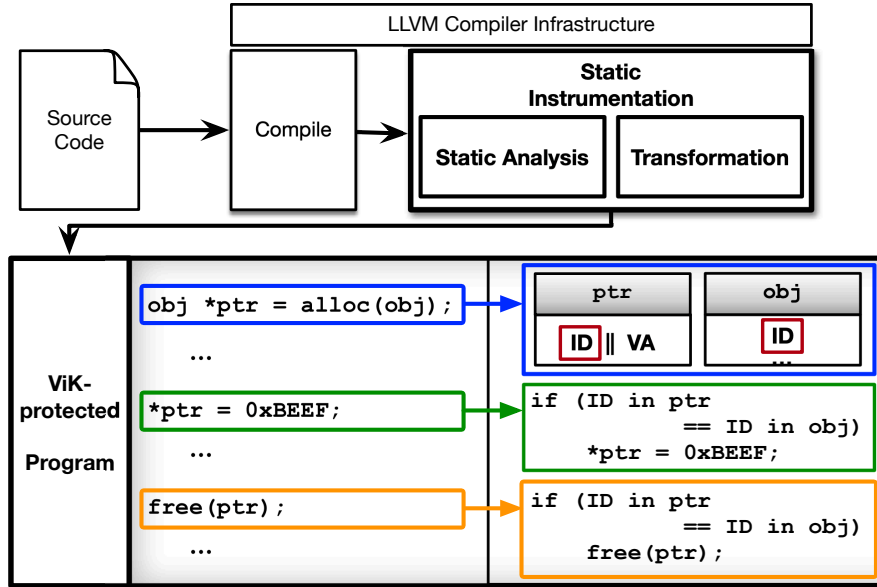 LLVM Compiler Infrastructure
Source
Code
Compile
Static
Instrumentation
Static Analysis
Transformation
ViK-
protected
Program
obj *ptr = alloc(obj);
...
*ptr = 0xBEEF;
...
free(ptr);
...
ptr
ID || VA
obj
ID
...
if (ID in ptr
== ID in obj)
*ptr = 0xBEEF;
if (ID in ptr
== ID in obj)
free(ptr);